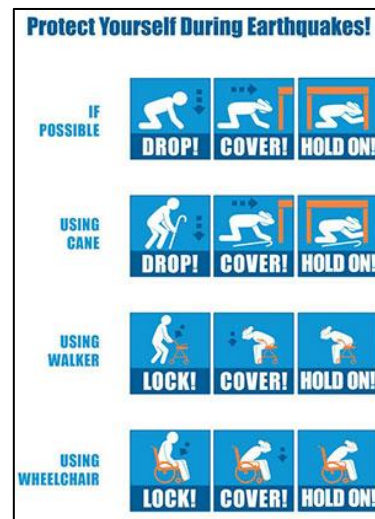 Protect Yourself During Earthquakes!
IF
POSSIBLE
DROP! COVER! HOLD ON!
USING
CANE
DROP! COVER! HOLD ON!
USING
WALKER
LOCK! COVER! HOLD ON!
USING
WHEELCHAIR
LOCK! COVER! HOLD ON!